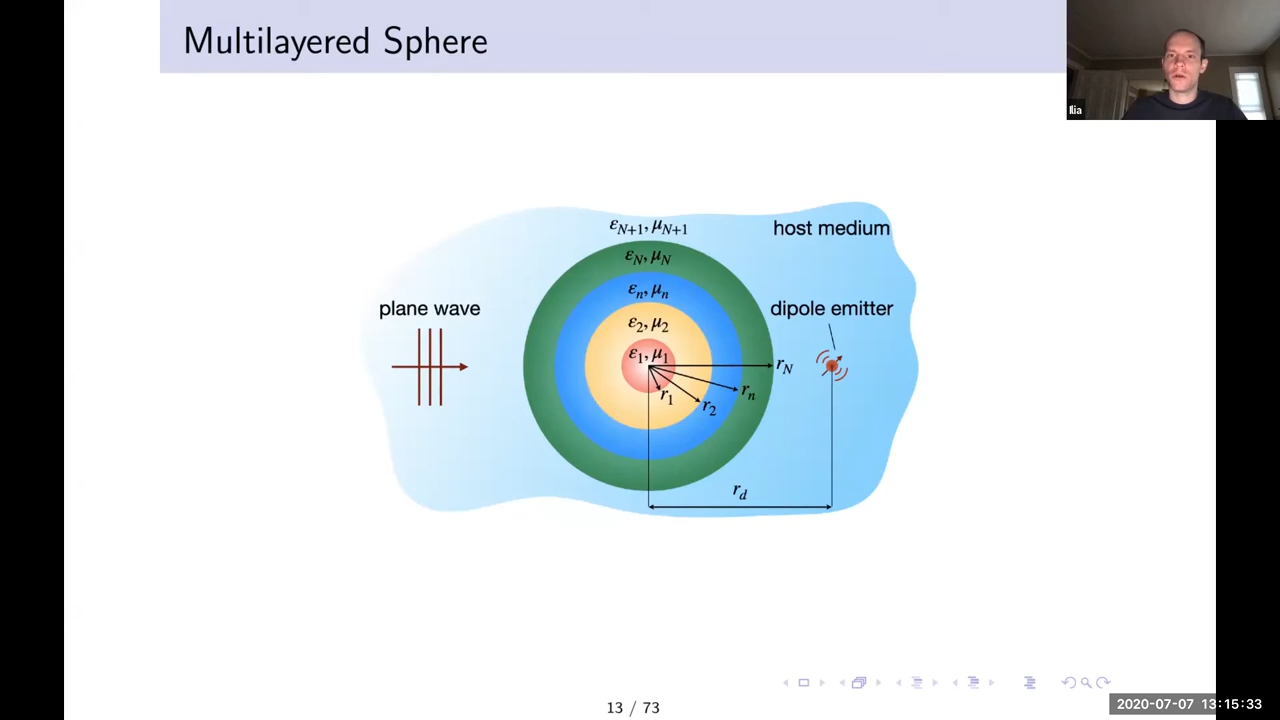 Multilayered Sphere
Ilia
ε_{N+1}, μ_{N+1}
host medium
ε_N, μ_N
ε_n, μ_n
plane wave
dipole emitter
ε_2, μ_2
ε_1, μ_1
r_N
r_n
r_1
r_2
r_d
13 / 73
2020-07-07 13:15:33